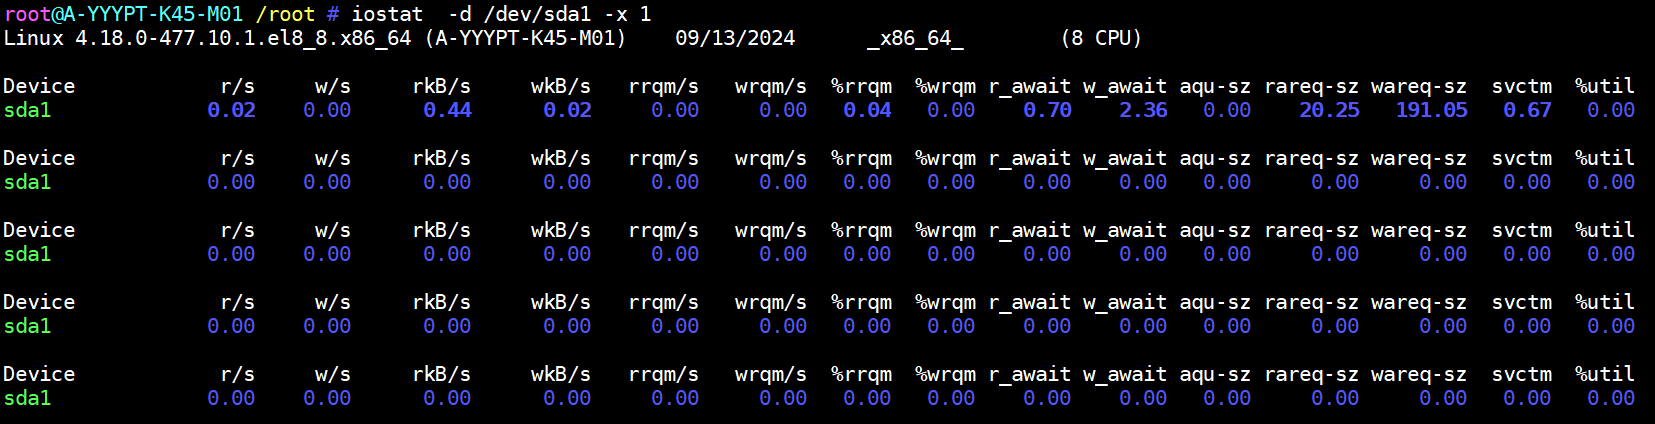 root@A-YYYPT-K45-M01 /root # iostat  -d /dev/sda1 -x 1
Linux 4.18.0-477.10.1.el8_8.x86_64 (A-YYYPT-K45-M01)    09/13/2024      _x86_64_        (8 CPU)
Device            r/s     w/s     rkB/s     wkB/s   rrqm/s   wrqm/s  %rrqm  %wrqm r_await w_await aqu-sz rareq-sz wareq-sz  svctm  %util
sda1             0.02    0.00      0.44      0.02     0.00     0.00   0.04   0.00    0.70    2.36   0.00    20.25   191.05   0.67   0.00
Device            r/s     w/s     rkB/s     wkB/s   rrqm/s   wrqm/s  %rrqm  %wrqm r_await w_await aqu-sz rareq-sz wareq-sz  svctm  %util
sda1             0.00    0.00      0.00      0.00     0.00     0.00   0.00   0.00    0.00    0.00   0.00     0.00     0.00   0.00   0.00
Device            r/s     w/s     rkB/s     wkB/s   rrqm/s   wrqm/s  %rrqm  %wrqm r_await w_await aqu-sz rareq-sz wareq-sz  svctm  %util
sda1             0.00    0.00      0.00      0.00     0.00     0.00   0.00   0.00    0.00    0.00   0.00     0.00     0.00   0.00   0.00
Device            r/s     w/s     rkB/s     wkB/s   rrqm/s   wrqm/s  %rrqm  %wrqm r_await w_await aqu-sz rareq-sz wareq-sz  svctm  %util
sda1             0.00    0.00      0.00      0.00     0.00     0.00   0.00   0.00    0.00    0.00   0.00     0.00     0.00   0.00   0.00
Device            r/s     w/s     rkB/s     wkB/s   rrqm/s   wrqm/s  %rrqm  %wrqm r_await w_await aqu-sz rareq-sz wareq-sz  svctm  %util
sda1             0.00    0.00      0.00      0.00     0.00     0.00   0.00   0.00    0.00    0.00   0.00     0.00     0.00   0.00   0.00